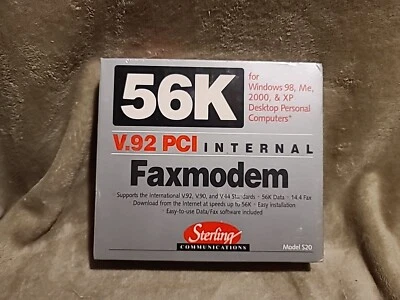 56K
for
Windows 98, Me,
2000, & XP
Desktop Personal
Computers*
V.92 PCI INTERNAL
Faxmodem
Supports the international V.92, V.90, and V.44 Standards • 56K Data • 14.4 Fax
Download from the Internet at speeds up to 56K • Easy installation
Easy-to-use Data/Fax software included
Sterling
COMMUNICATIONS
Model 520